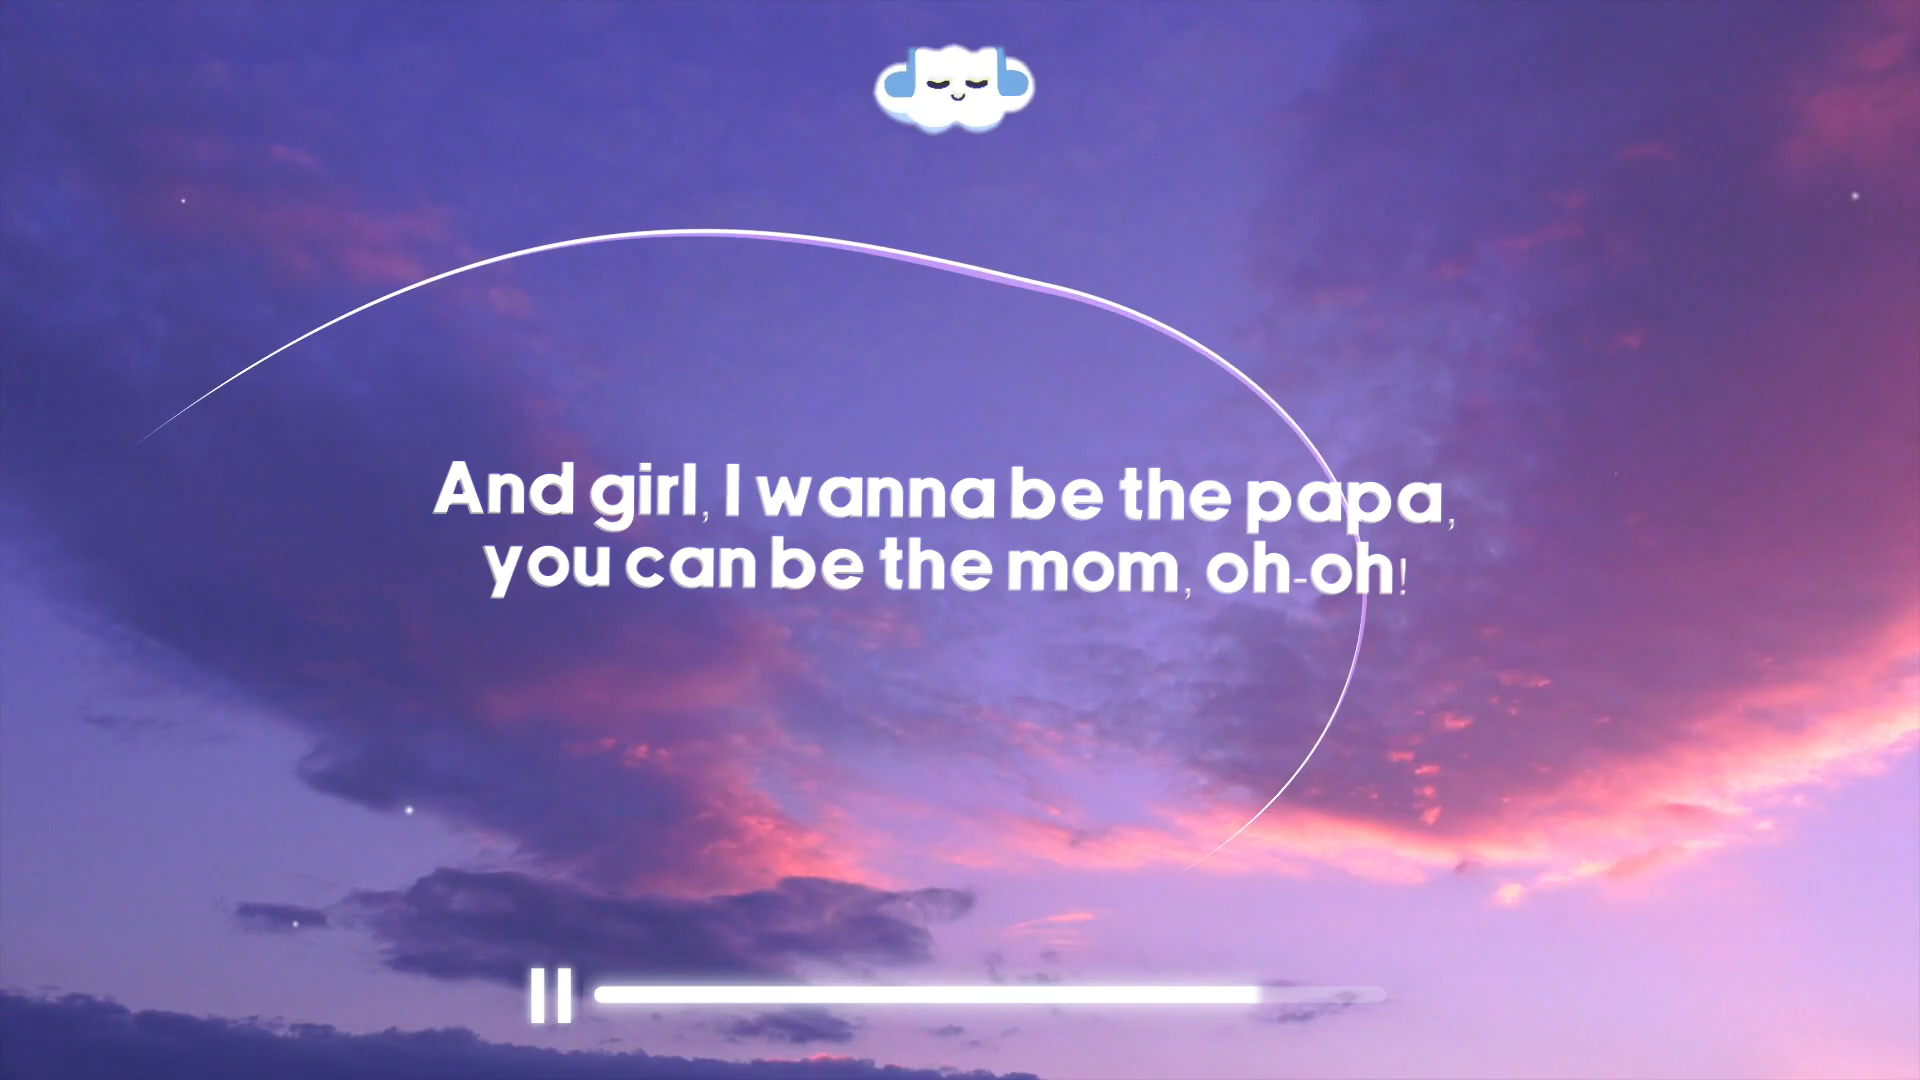 And girl, I wanna be the papa,
you can be the mom, oh-oh!